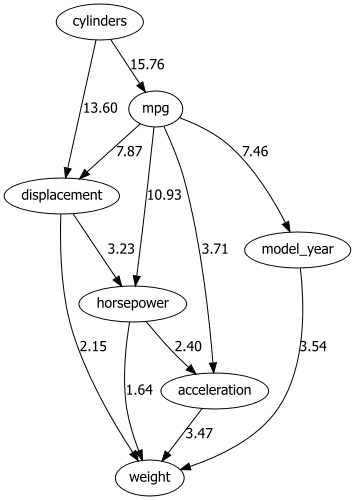 cylinders
15.76
13.60
mpg
7.87
7.46
displacement
10.93
3.23
3.71
model_year
horsepower
2.15
2.40
3.54
1.64
acceleration
3.47
weight